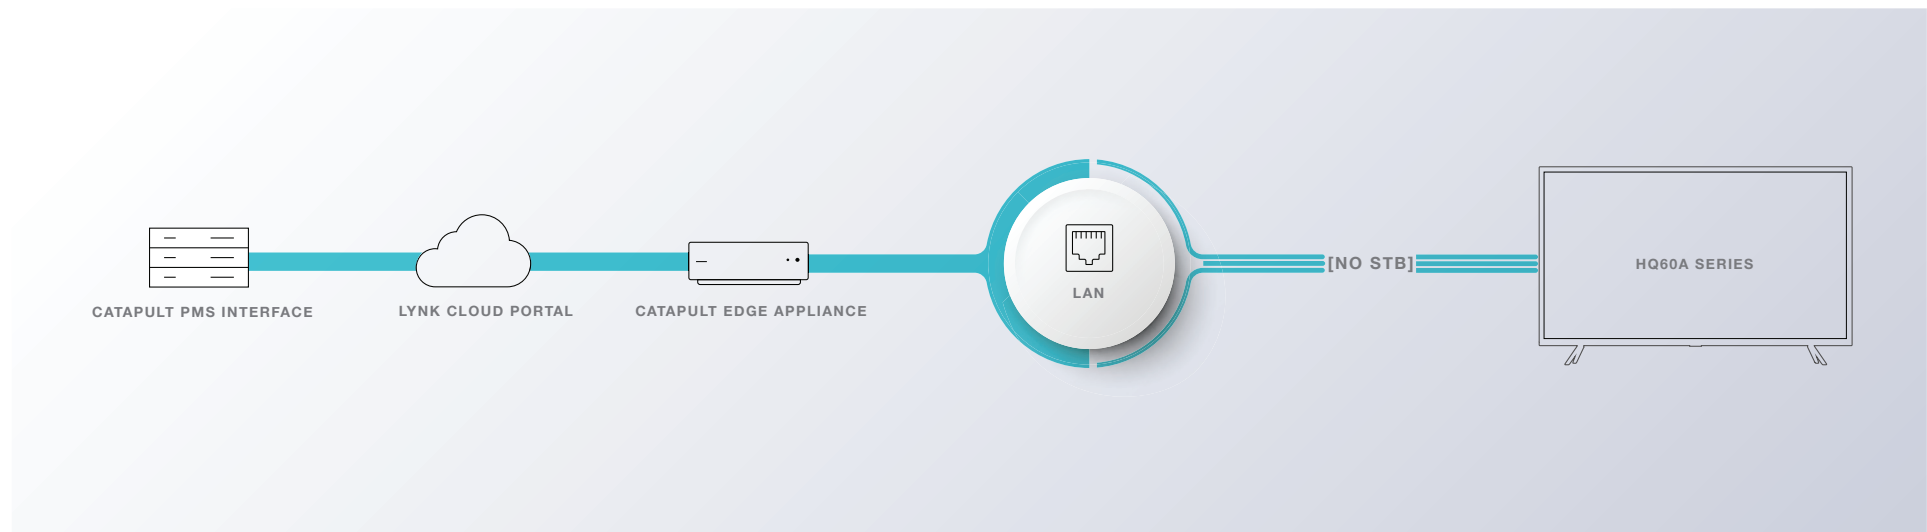 CATAPULT PMS INTERFACE
LYNK CLOUD PORTAL
CATAPULT EDGE APPLIANCE
LAN
[NO STB]
HQ60A SERIES